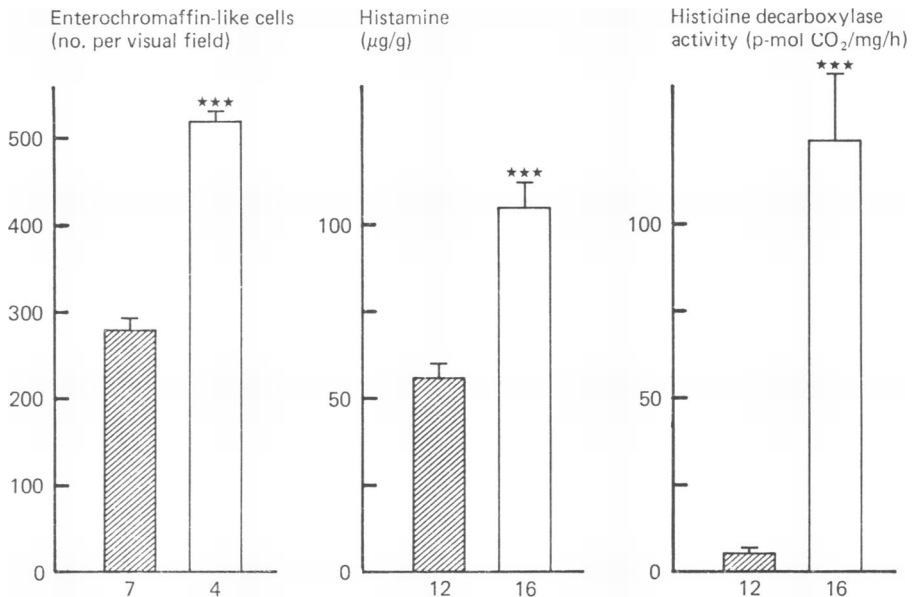 Enterochromaffin-like cells
(no. per visual field)
500
400
300
200
100
0
7 4
Histamine
(μg/g)
100
50
0
12 16
Histidine decarboxylase
activity (p-mol CO₂/mg/h)
100
50
0
12 16